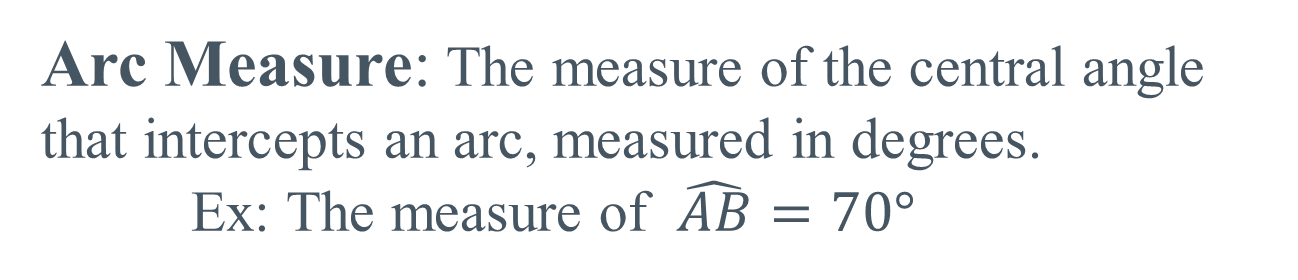 Arc Measure: The measure of the central angle
that intercepts an arc, measured in degrees.
Ex: The measure of \widehat{AB} = 70°